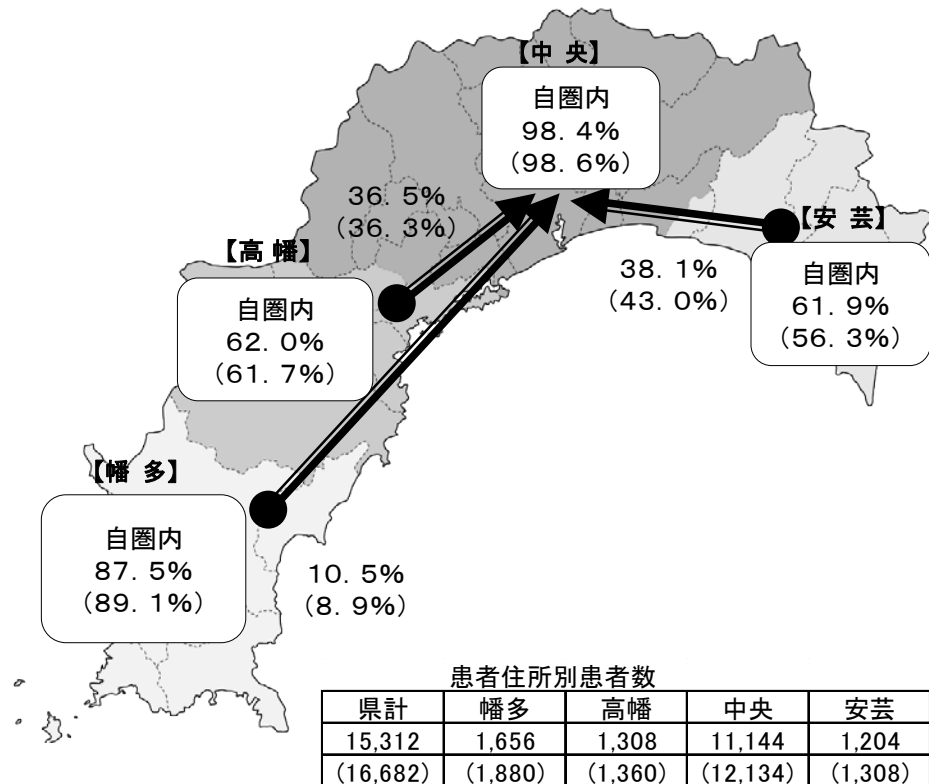 【中 央】
自圏内
98．4%
（98．6%）
36．5%
（36．3%）
【高 幡】
自圏内
62．0%
（61．7%）
【安 芸】
自圏内
61．9%
（56．3%）
38．1%
（43．0%）
【幡 多】
自圏内
87．5%
（89．1%）
10．5%
（8．9%）
患者住所別患者数
県計 幡多 高幡 中央 安芸
15,312 1,656 1,308 11,144 1,204
(16,682) (1,880) (1,360) (12,134) (1,308)